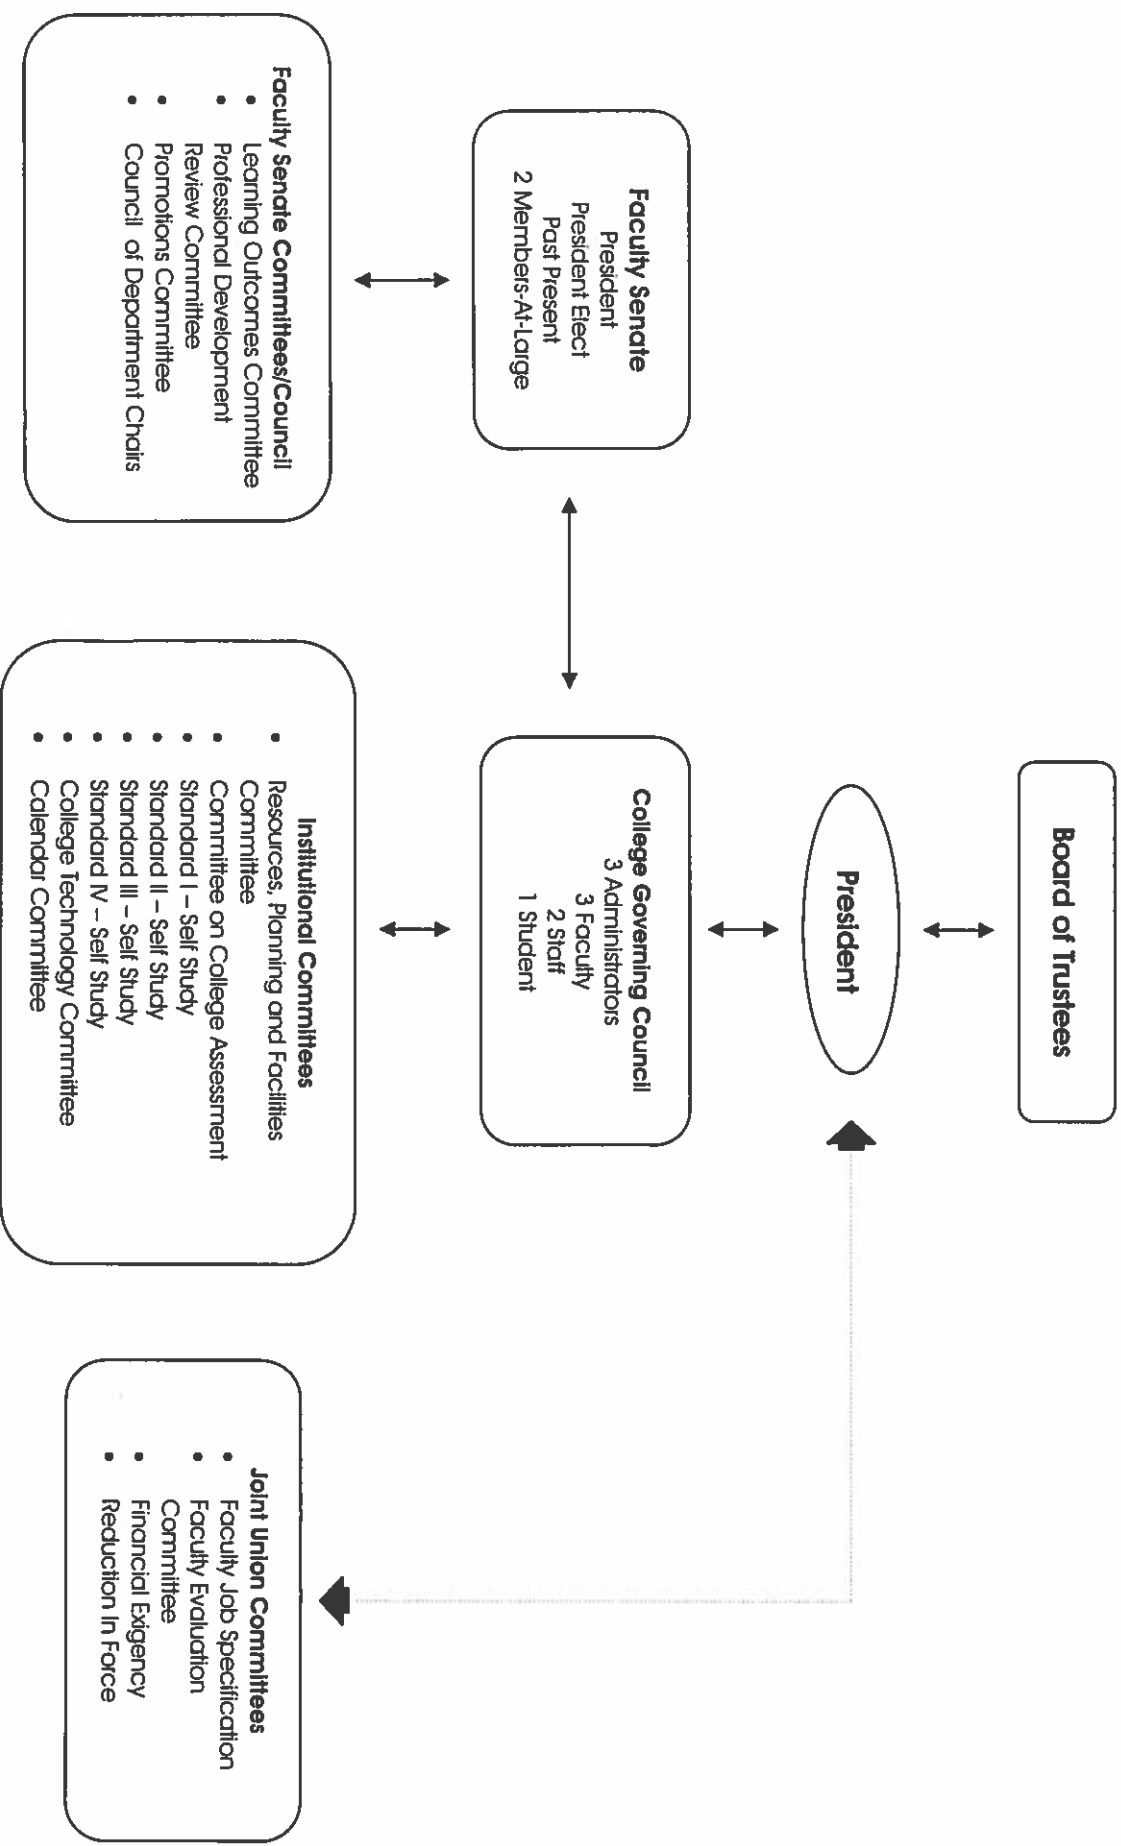 Board of Trustees
President
Faculty Senate
President
President Elect
Past Present
2 Members-At-Large
College Governing Council
3 Administrators
3 Faculty
2 Staff
1 Student
Faculty Senate Committees/Council
• Learning Outcomes Committee
• Professional Development
Review Committee
• Promotions Committee
• Council of Department Chairs
Institutional Committees
• Resources, Planning and Facilities
Committee
• Committee on College Assessment
• Standard I – Self Study
• Standard II – Self Study
• Standard III – Self Study
• Standard IV – Self Study
• College Technology Committee
• Calendar Committee
Joint Union Committees
• Faculty Job Specification
• Faculty Evaluation
Committee
• Financial Exigency
• Reduction In Force